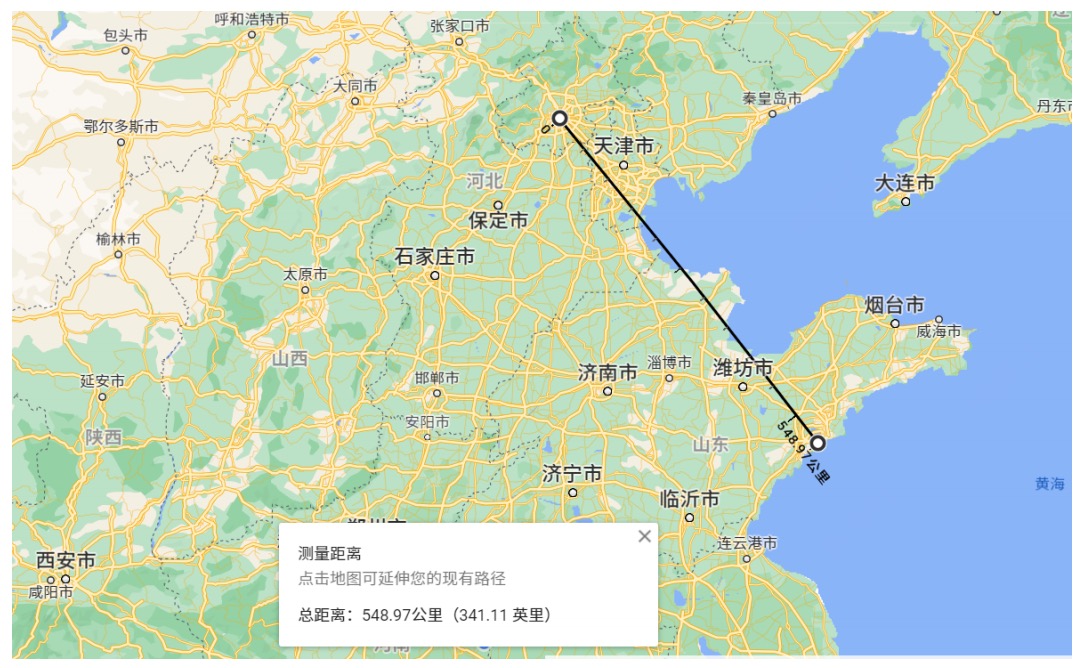 呼和浩特市
张家口市
包头市
大同市
秦皇岛市
丹东市
鄂尔多斯市
0
天津市
河北
大连市
保定市
榆林市
石家庄市
太原市
烟台市
威海市
山西
淄博市
潍坊市
济南市
邯郸市
延安市
安阳市
陕西
山东
548.97公里
济宁市
黄海
临沂市
连云港市
西安市
咸阳市
测量距离
点击地图可延伸您的现有路径
总距离：548.97公里（341.11 英里）
河南